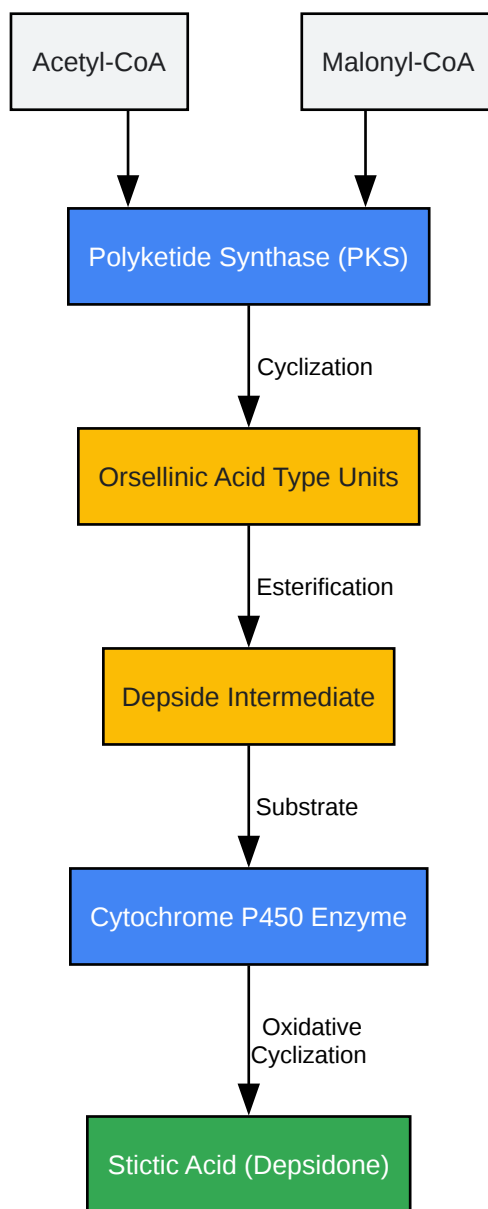 Acetyl-CoA
Malonyl-CoA
Polyketide Synthase (PKS)
Cyclization
Orsellinic Acid Type Units
Esterification
Depside Intermediate
Substrate
Cytochrome P450 Enzyme
Oxidative
Cyclization
Stictic Acid (Depsidone)